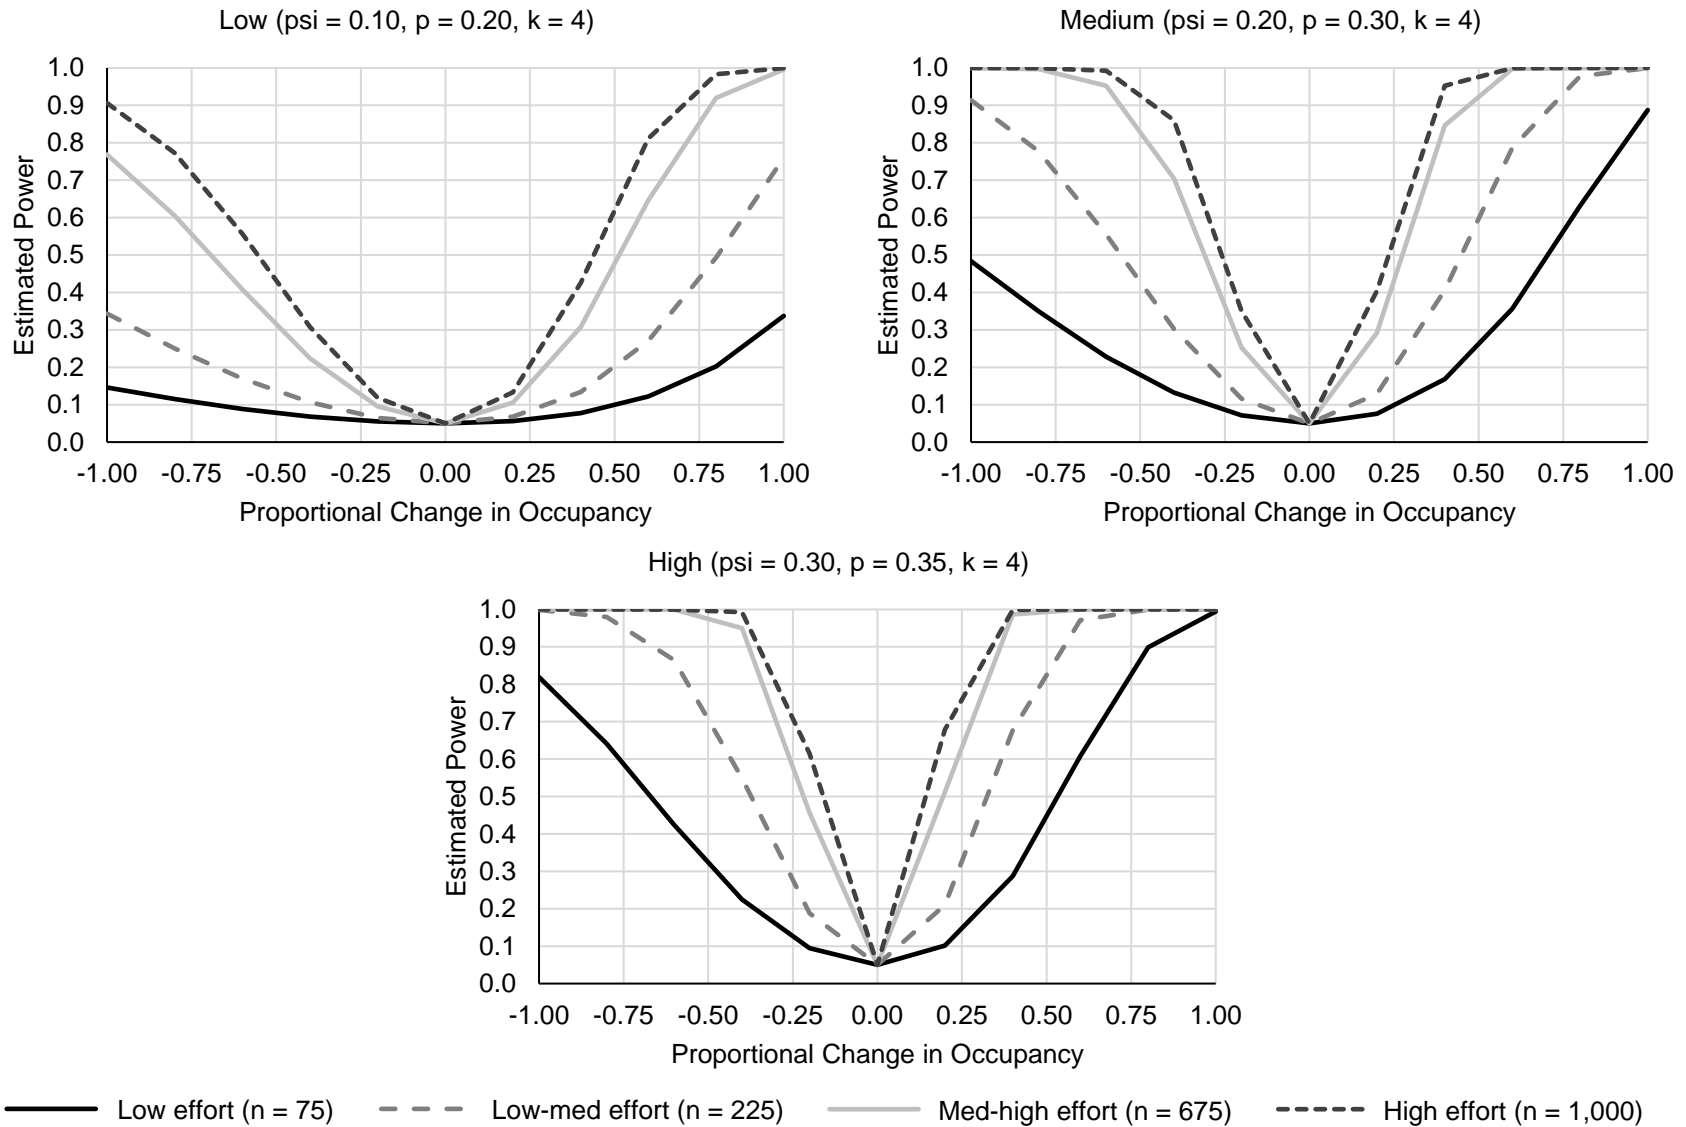 Low (psi = 0.10, p = 0.20, k = 4)
1.0
0.9
0.8
0.7
0.6
0.5
0.4
0.3
0.2
0.1
0.0
Estimated Power
-1.00 -0.75 -0.50 -0.25 0.00 0.25 0.50 0.75 1.00
Proportional Change in Occupancy
Medium (psi = 0.20, p = 0.30, k = 4)
1.0
0.9
0.8
0.7
0.6
0.5
0.4
0.3
0.2
0.1
0.0
Estimated Power
-1.00 -0.75 -0.50 -0.25 0.00 0.25 0.50 0.75 1.00
Proportional Change in Occupancy
High (psi = 0.30, p = 0.35, k = 4)
1.0
0.9
0.8
0.7
0.6
0.5
0.4
0.3
0.2
0.1
0.0
Estimated Power
-1.00 -0.75 -0.50 -0.25 0.00 0.25 0.50 0.75 1.00
Proportional Change in Occupancy
Low effort (n = 75) Low-med effort (n = 225) Med-high effort (n = 675) High effort (n = 1,000)